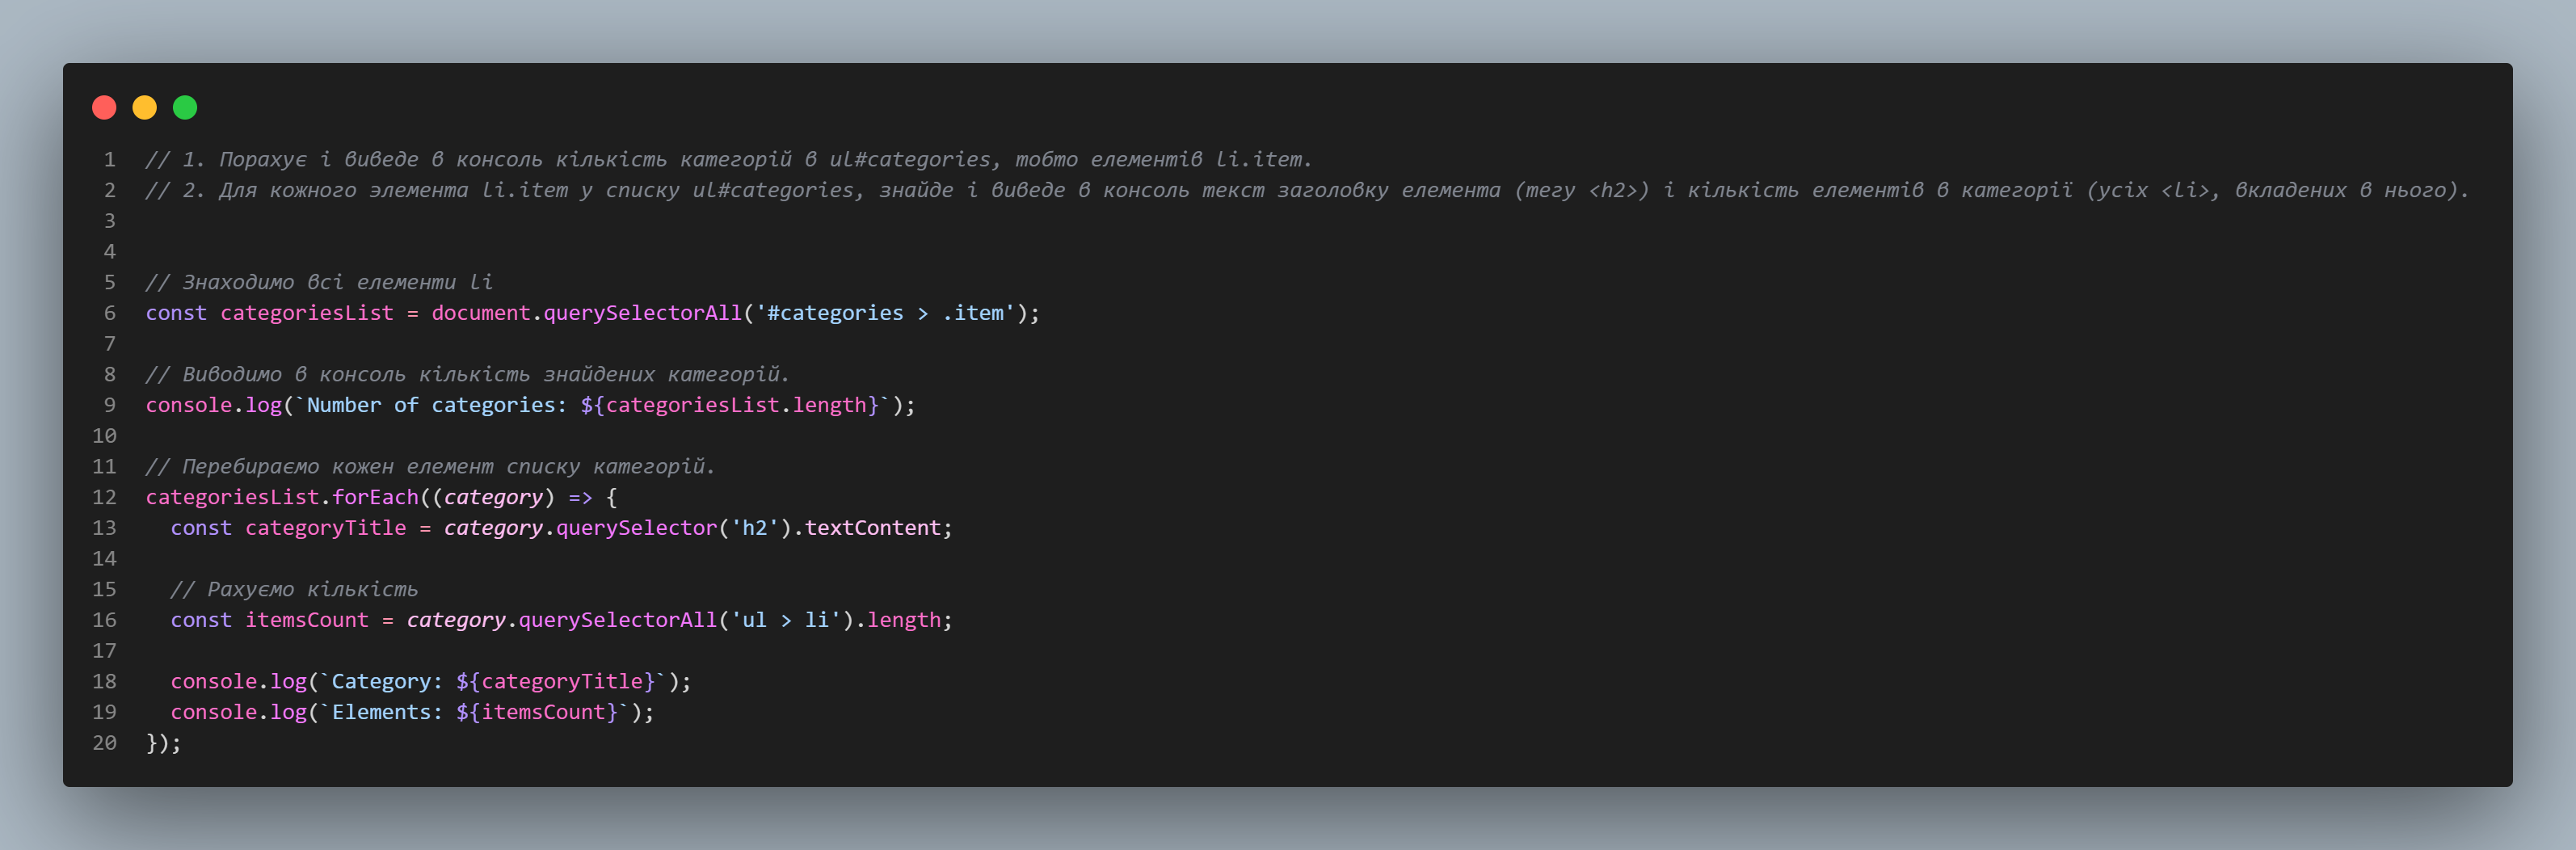 1 // 1. Порахує і виведе в консоль кількість категорій в ul#categories, тобто елементів li.item.
2 // 2. Для кожного элемента li.item у списку ul#categories, знайде і виведе в консоль текст заголовку елемента (тегу <h2>) і кількість елементів в категорії (усіх <li>, вкладених в нього).
3
4
5 // Знаходимо всі елементи li
6 const categoriesList = document.querySelectorAll('#categories > .item');
7
8 // Виводимо в консоль кількість знайдених категорій.
9 console.log(`Number of categories: ${categoriesList.length}`);
10
11 // Перебираємо кожен елемент списку категорій.
12 categoriesList.forEach((category) => {
13   const categoryTitle = category.querySelector('h2').textContent;
14
15   // Рахуємо кількість
16   const itemsCount = category.querySelectorAll('ul > li').length;
17
18   console.log(`Category: ${categoryTitle}`);
19   console.log(`Elements: ${itemsCount}`);
20 });